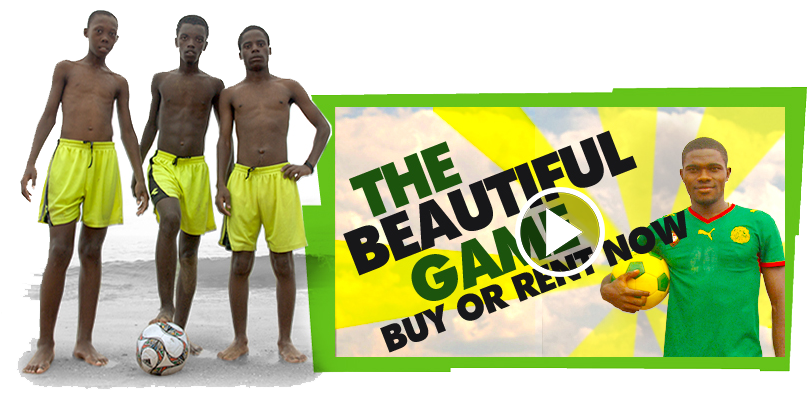 THE
BEAUTIFUL
GAME
BUY OR RENT NOW